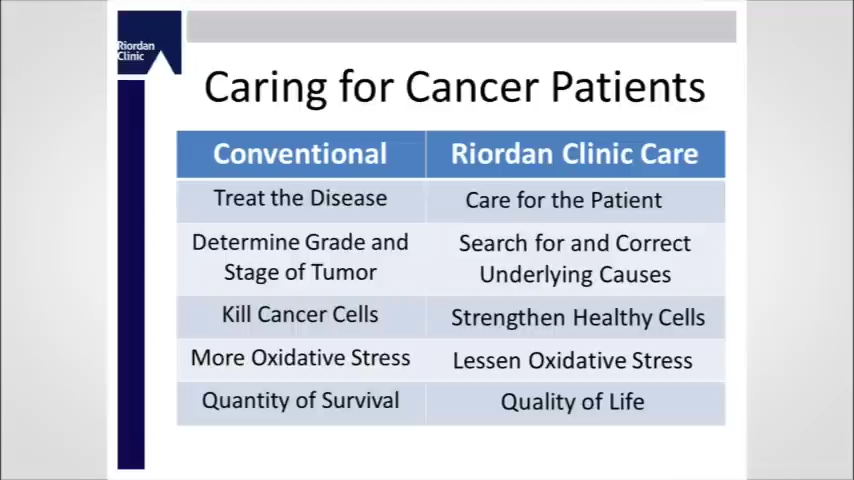 Riordan
Clinic
Caring for Cancer Patients
Conventional
Riordan Clinic Care
Treat the Disease
Care for the Patient
Determine Grade and
Stage of Tumor
Search for and Correct
Underlying Causes
Kill Cancer Cells
Strengthen Healthy Cells
More Oxidative Stress
Lessen Oxidative Stress
Quantity of Survival
Quality of Life